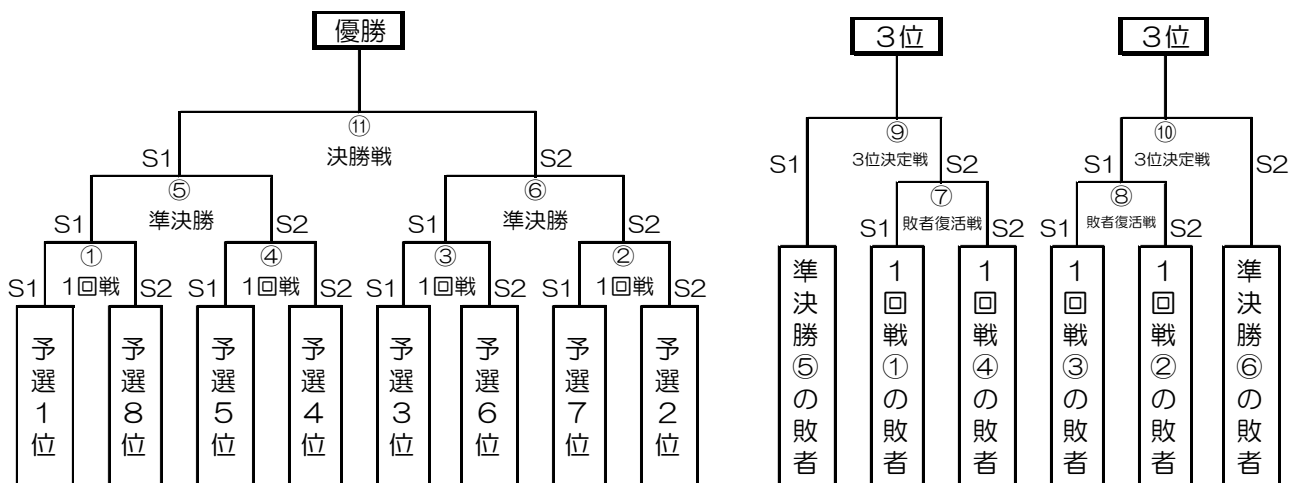 優勝
⑪
決勝戦
S1
S2
⑤
準決勝
S1
S2
⑥
準決勝
S1
S2
①
1回戦
S1
S2
④
1回戦
S1
S2
③
1回戦
S1
S2
②
1回戦
S1
S2
予選1位
予選8位
予選5位
予選4位
予選3位
予選6位
予選7位
予選2位
3位
⑨
3位決定戦
S1
S2
⑦
敗者復活戦
S1
S2
準決勝⑤の敗者
1回戦①の敗者
1回戦④の敗者
3位
⑩
3位決定戦
S1
S2
⑧
敗者復活戦
S1
S2
1回戦③の敗者
1回戦②の敗者
準決勝⑥の敗者